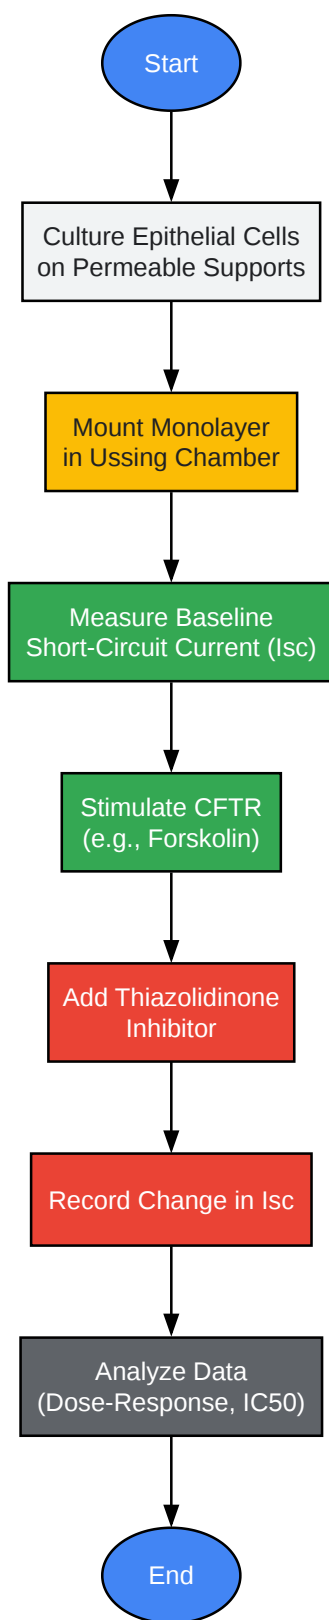 Start
Culture Epithelial Cells
on Permeable Supports
Mount Monolayer
in Ussing Chamber
Measure Baseline
Short-Circuit Current (Isc)
Stimulate CFTR
(e.g., Forskolin)
Add Thiazolidinone
Inhibitor
Record Change in Isc
Analyze Data
(Dose-Response, IC50)
End